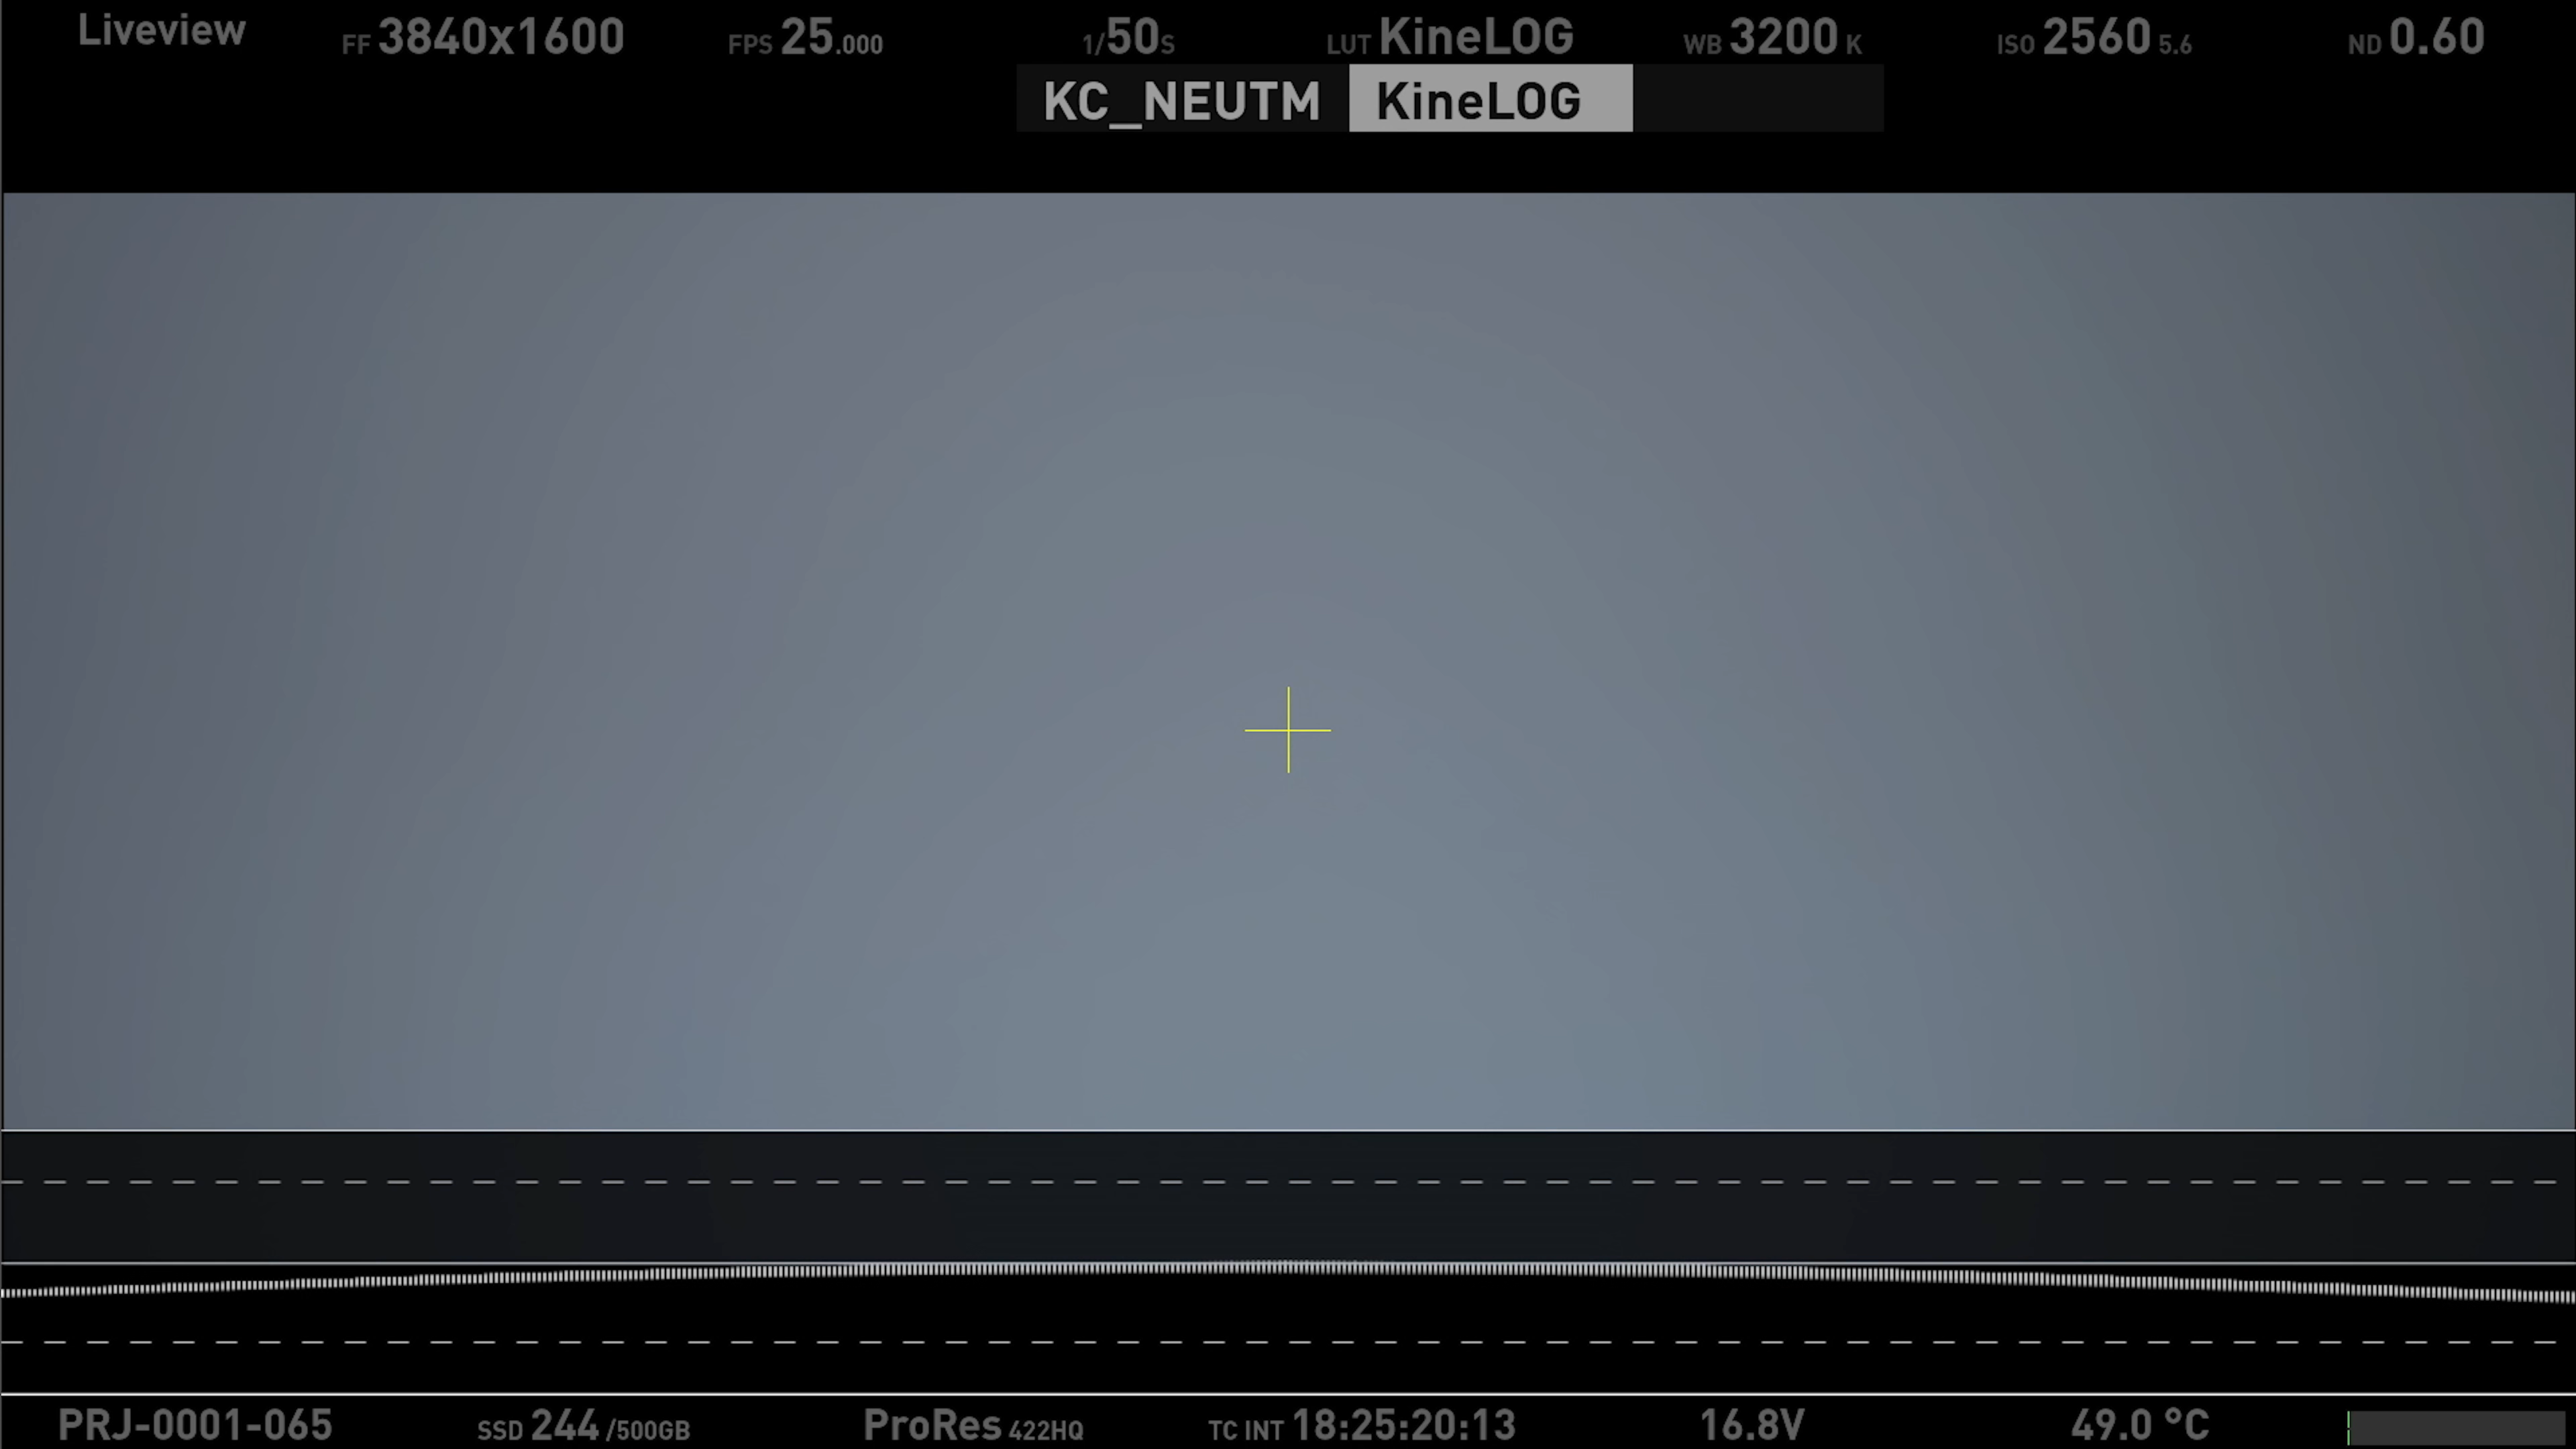 Liveview FF 3840x1600 FPS 25.000 1/50S LUT KineLOG WB 3200 K ISO 2560 5.6 ND 0.60
KC_NEUTM KineLOG
PRJ-0001-065 SSD 244/500GB ProRes 422HQ TC INT 18:25:20:13 16.8V 49.0 °C